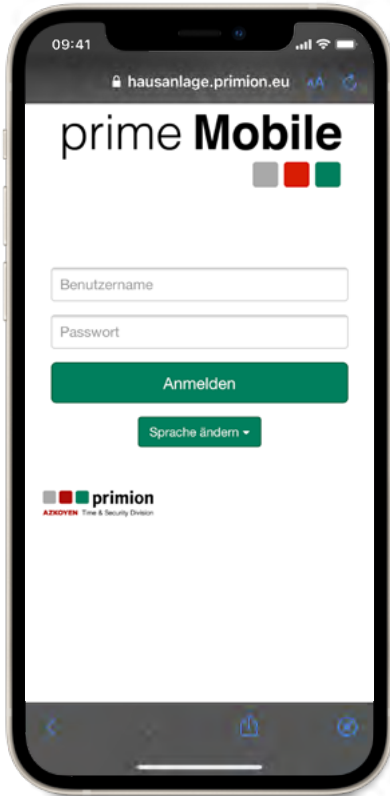 09:41
hausanlage.primion.eu AA
prime Mobile
Benutzername
Passwort
Anmelden
Sprache ändern
primion
AZKOYEN Time & Security Division